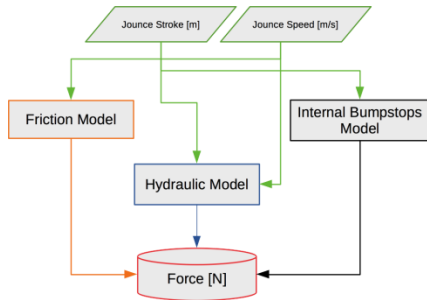 Jounce Stroke [m]
Jounce Speed [m/s]
Friction Model
Internal Bumpstops
Model
Hydraulic Model
Force [N]